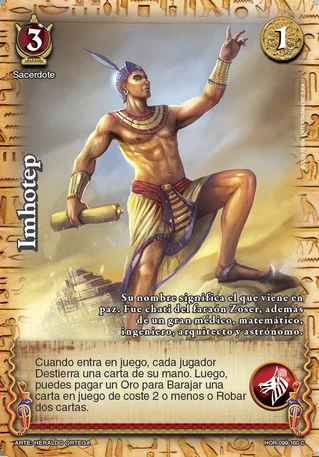 3
1
Sacerdote
Imhotep
Su nombre significa el que viene en
paz. Fue chati del faraón Zoser, además
de un gran médico, matemático,
ingeniero, arquitecto y astrónomo.
Cuando entra en juego, cada jugador
Destierra una carta de su mano. Luego,
puedes pagar un Oro para Barajar una
carta en juego de coste 2 o menos o Robar
dos cartas.
ARTE: HERALDO ORTEGA
HOR-099-160 C